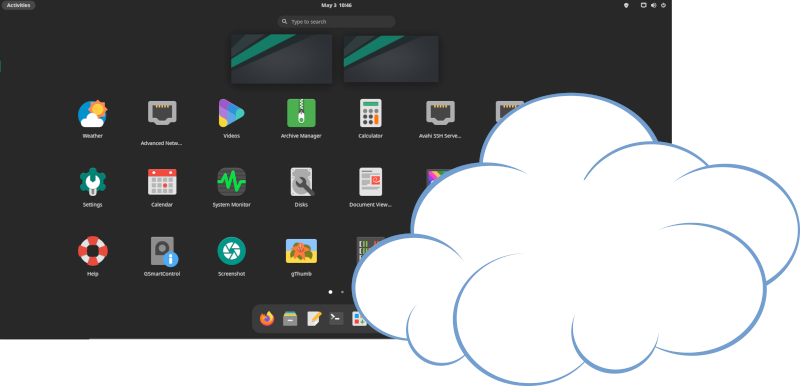 Activities
May 3 10:46
Type to search
Weather
Advanced Netw...
Videos
Archive Manager
Calculator
Avahi SSH Serve...
Settings
Calendar
System Monitor
Disks
Document View...
Help
GSmartControl
Screenshot
gThumb